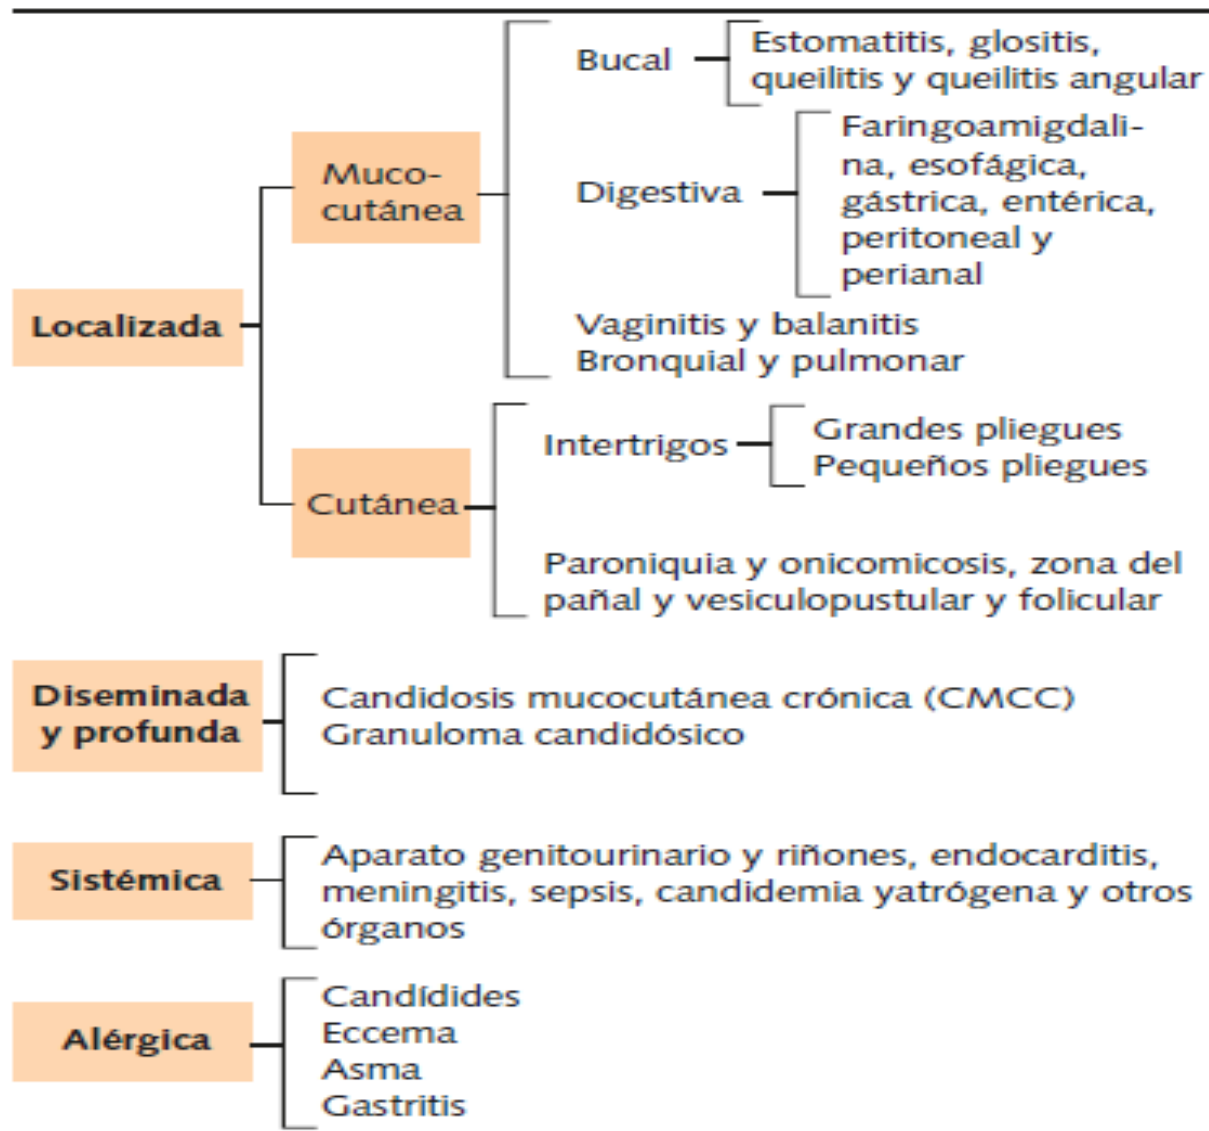 Localizada
Muco-
cutánea
Bucal
Estomatitis, glositis,
queilitis y queilitis angular
Digestiva
Faringoamigdali-
na, esofágica,
gástrica, entérica,
peritoneal y
perianal
Vaginitis y balanitis
Bronquial y pulmonar
Cutánea
Intertrigos
Grandes pliegues
Pequeños pliegues
Paroniquia y onicomicosis, zona del
pañal y vesiculopustular y folicular
Diseminada
y profunda
Candidosis mucocutánea crónica (CMCC)
Granuloma candidósico
Sistémica
Aparato genitourinario y riñones, endocarditis,
meningitis, sepsis, candidemia yatrógena y otros
órganos
Alérgica
Candídides
Eccema
Asma
Gastritis